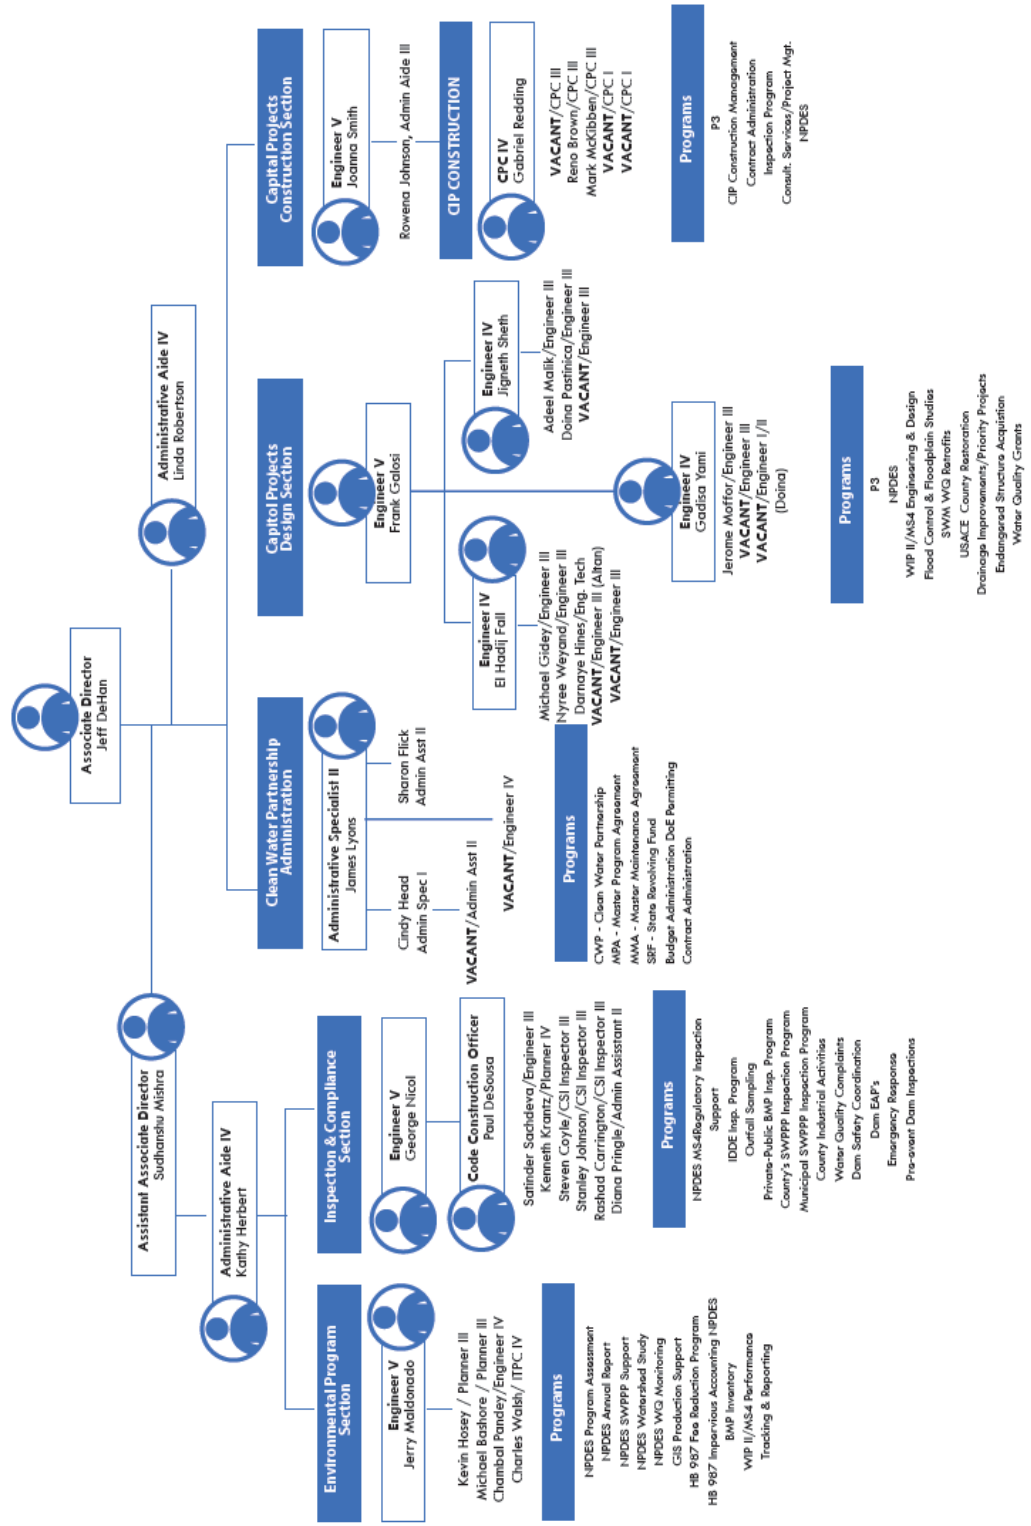 Associate Director
Jeff DeHan
Administrative Aide IV
Linda Robertson
Assistant Associate Director
Sudhanshu Mishra
Administrative Aide IV
Kathy Herbert
Environmental Program
Section
Engineer V
Jerry Maldonado
Kevin Hosey / Planner III
Michael Bashore / Planner III
Chambal Pandey/Engineer IV
Charles Walsh/ ITPC IV
Programs
NPDES Program Assessment
NPDES Annual Report
NPDES SWPPP Support
NPDES Watershed Study
NPDES WQ Monitoring
GIS Production Support
HB 987 Fee Reduction Program
HB 987 Impervious Accounting NPDES
BMP Inventory
WIP II/MS4 Performance
Tracking & Reporting
Inspection & Compliance
Section
Engineer V
George Nicol
Code Construction Officer
Paul DeSousa
Satinder Sachdeva/Engineer III
Kenneth Krantz/Planner IV
Steven Coyle/CSI Inspector III
Stanley Johnson/CSI Inspector III
Rashad Carrington/CSI Inspector III
Diana Pringle/Admin Assistant II
Programs
NPDES MS4Regulatory Inspection
Support
IDDE Insp. Program
Outfall Sampling
Private-Public BMP Insp. Program
County's SWPPP Inspection Program
Municipal SWPPP Inspection Program
County Industrial Activities
Water Quality Complaints
Dam Safety Coordination
Dam EAP's
Emergency Response
Pre-event Dam Inspections
Clean Water Partnership
Administration
Administrative Specialist II
James Lyons
Cindy Head
Admin Spec I
Sharon Flick
Admin Asst II
VACANT/Admin Asst II
VACANT/Engineer IV
Programs
CWP - Clean Water Partnership
MPA - Master Program Agreement
MMA - Master Maintenance Agreement
SRF - State Revolving Fund
Budget Administration DoE Permitting
Contract Administration
Capitol Projects
Design Section
Engineer V
Frank Galosi
Engineer IV
El Hadij Fall
Michael Gidey/Engineer III
Nyree Weyand/Engineer III
Darnaye Hines/Eng. Tech
VACANT/Engineer III (Altan)
VACANT/Engineer III
Engineer IV
Jigneth Sheth
Adeel Malik/Engineer III
Doina Pastinica/Engineer III
VACANT/Engineer III
Engineer IV
Gadisa Yami
Jerome Moffor/Engineer III
VACANT/Engineer III
VACANT/Engineer I/II
(Doina)
Programs
P3
NPDES
WIP II/MS4 Engineering & Design
Flood Control & Floodplain Studies
SWM WQ Retrofits
USACE County Restoration
Drainage Improvements/Priority Projects
Endangered Structure Acquistion
Water Quality Grants
Capital Projects
Construction Section
Engineer V
Joanna Smith
Rowena Johnson, Admin Aide III
CIP CONSTRUCTION
CPC IV
Gabriel Redding
VACANT/CPC III
Reno Brown/CPC III
Mark McKibben/CPC III
VACANT/CPC I
VACANT/CPC I
Programs
P3
CIP Construction Management
Contract Administration
Inspection Program
Consult. Services/Project Mgt.
NPDES